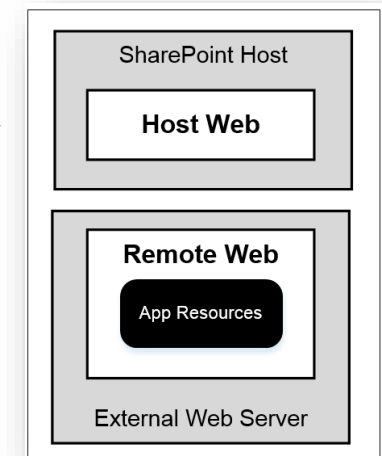 SharePoint Host
Host Web
Remote Web
App Resources
External Web Server